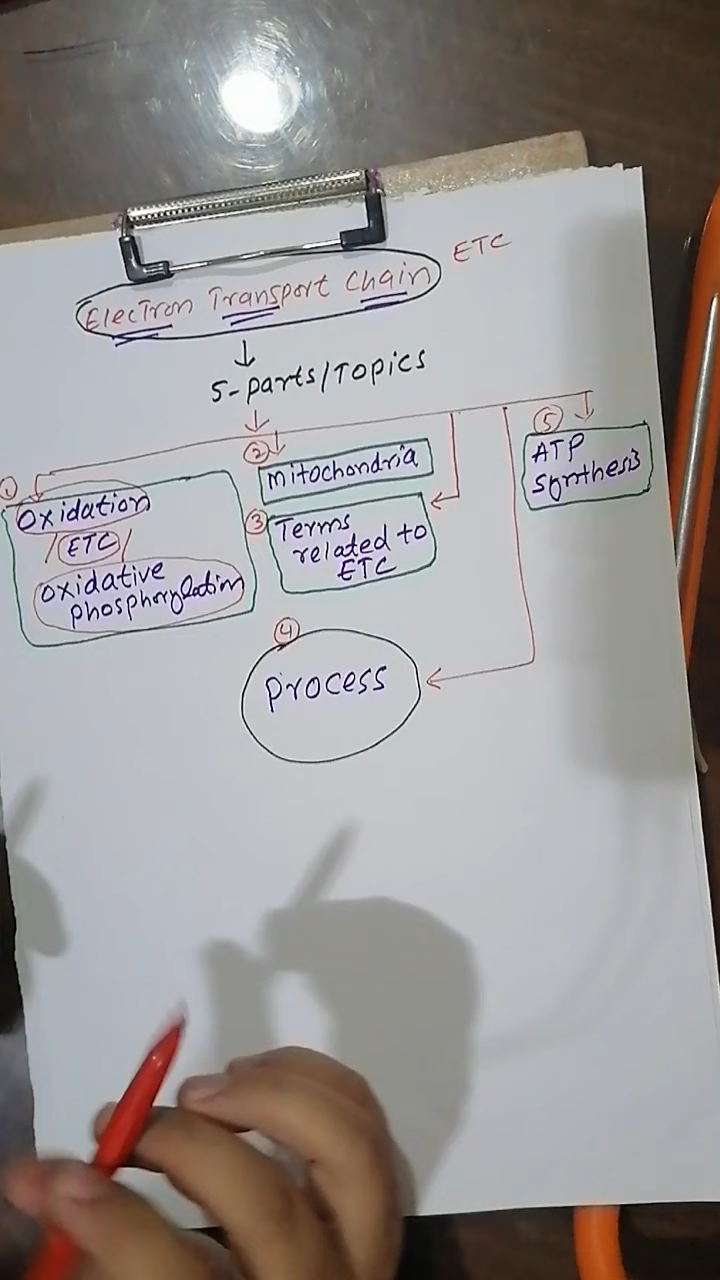 Electron Transport Chain
ETC
5-parts/Topics
①
Oxidation
/ETC/
oxidative
phosphorylation
②
mitochondria
③
Terms
related to
ETC
④
process
⑤
ATP
synthesis